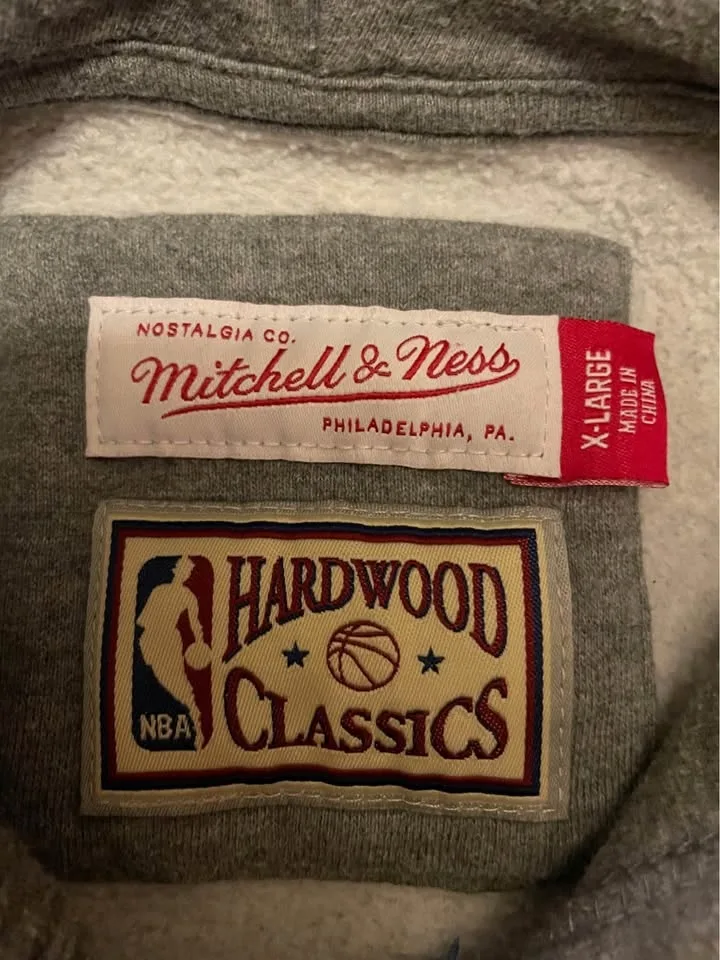 NOSTALGIA CO.
Mitchell & Ness
PHILADELPHIA, PA.
X-LARGE
MADE IN
CHINA
HARDWOOD
CLASSICS
NBA